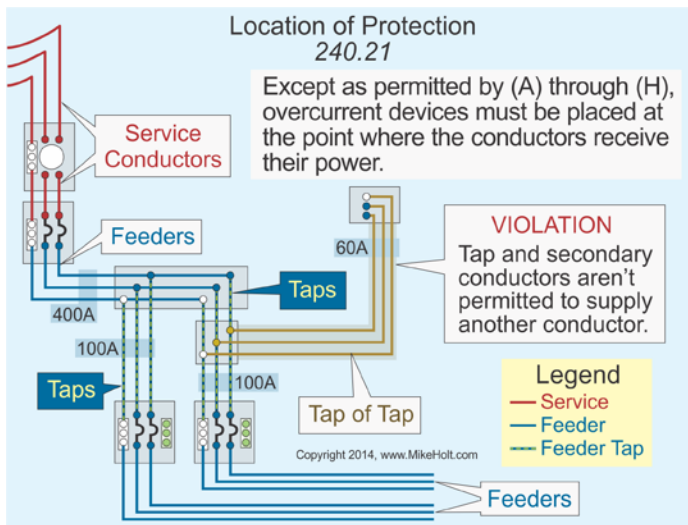 Location of Protection
240.21
Except as permitted by (A) through (H),
overcurrent devices must be placed at
the point where the conductors receive
their power.
Service
Conductors
Feeders
60A
VIOLATION
Tap and secondary
conductors aren't
permitted to supply
another conductor.
Taps
400A
100A
Taps
100A
Tap of Tap
Legend
Service
Feeder
Feeder Tap
Copyright 2014, www.MikeHolt.com
Feeders